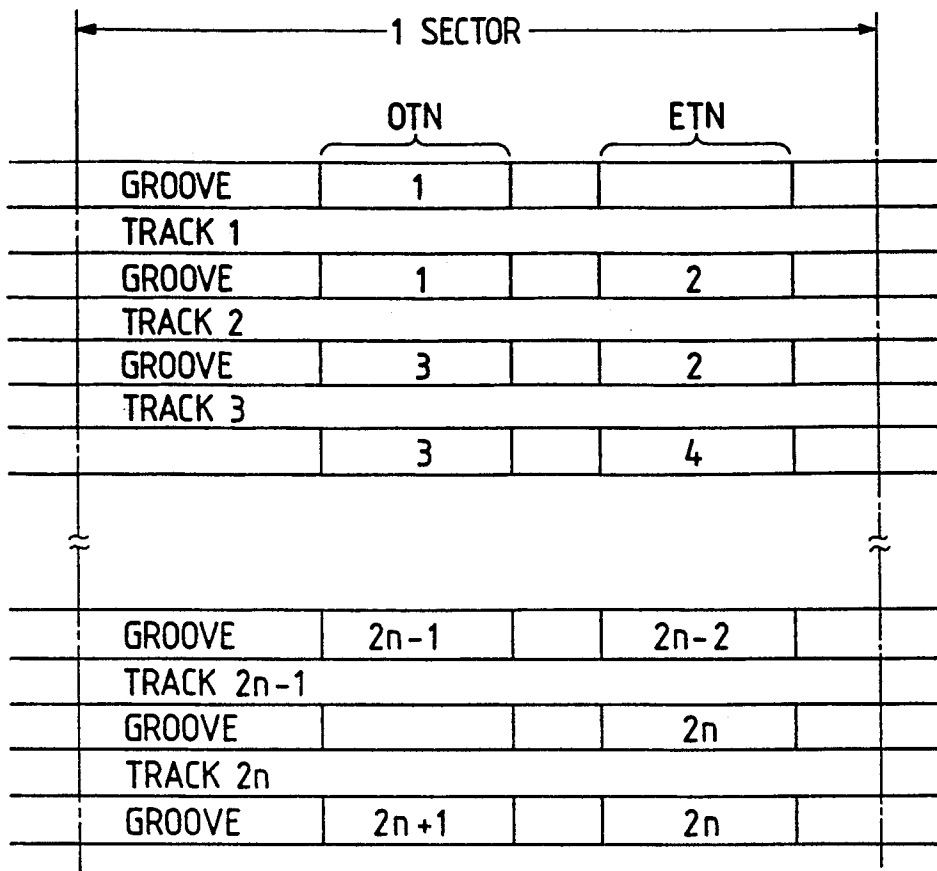 1 SECTOR
OTN ETN
GROOVE 1
TRACK 1
GROOVE 1 2
TRACK 2
GROOVE 3 2
TRACK 3
3 4
GROOVE 2n-1 2n-2
TRACK 2n-1
GROOVE 2n
TRACK 2n
GROOVE 2n+1 2n